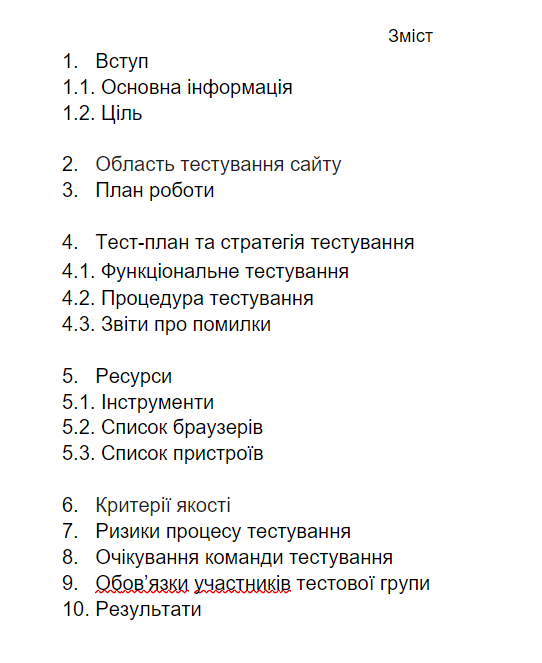 Зміст
1. Вступ
1.1. Основна інформація
1.2. Ціль
2. Область тестування сайту
3. План роботи
4. Тест-план та стратегія тестування
4.1. Функціональне тестування
4.2. Процедура тестування
4.3. Звіти про помилки
5. Ресурси
5.1. Інструменти
5.2. Список браузерів
5.3. Список пристроїв
6. Критерії якості
7. Ризики процесу тестування
8. Очікування команди тестування
9. Обов’язки участників тестової групи
10. Результати